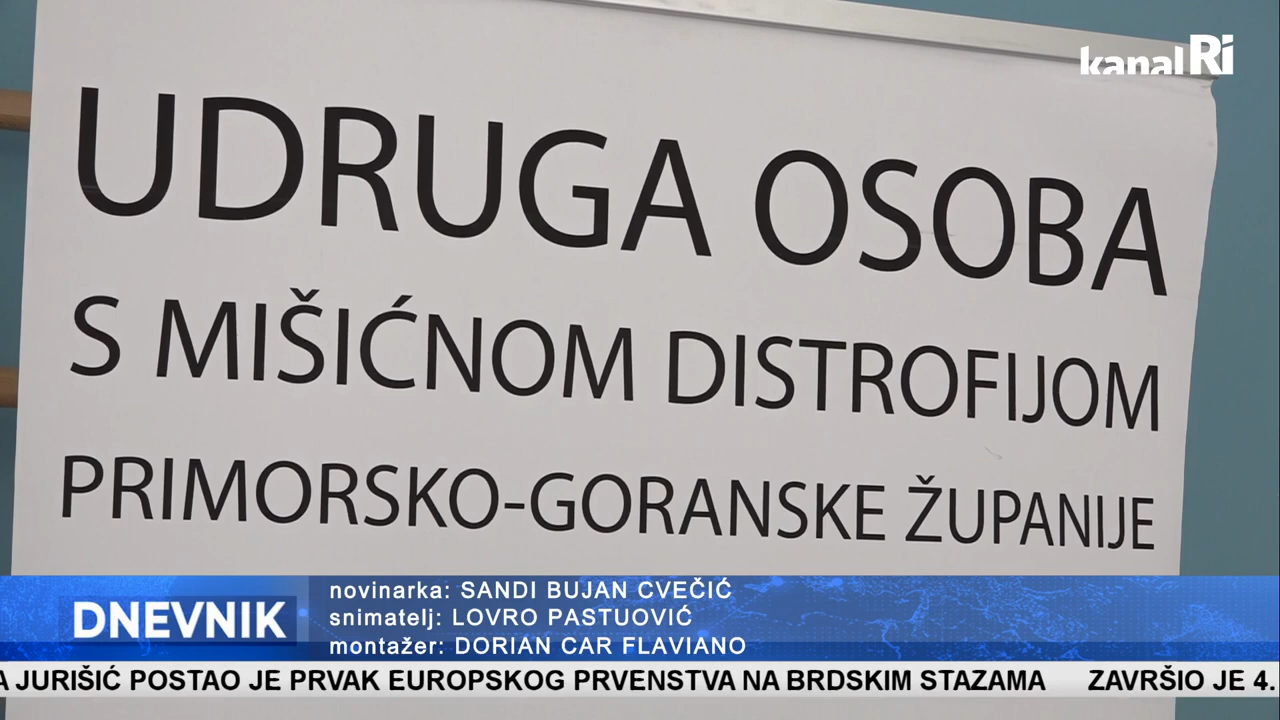 kanal Ri
UDRUGA OSOBA
S MIŠIĆNOM DISTROFIJOM
PRIMORSKO-GORANSKE ŽUPANIJE
DNEVNIK
novinarka: SANDI BUJAN CVEČIĆ
snimatelj: LOVRO PASTUOVIĆ
montažer: DORIAN CAR FLAVIANO
A JURIŠIĆ POSTAO JE PRVAK EUROPSKOG PRVENSTVA NA BRDSKIM STAZAMA ZAVRŠIO JE 4.